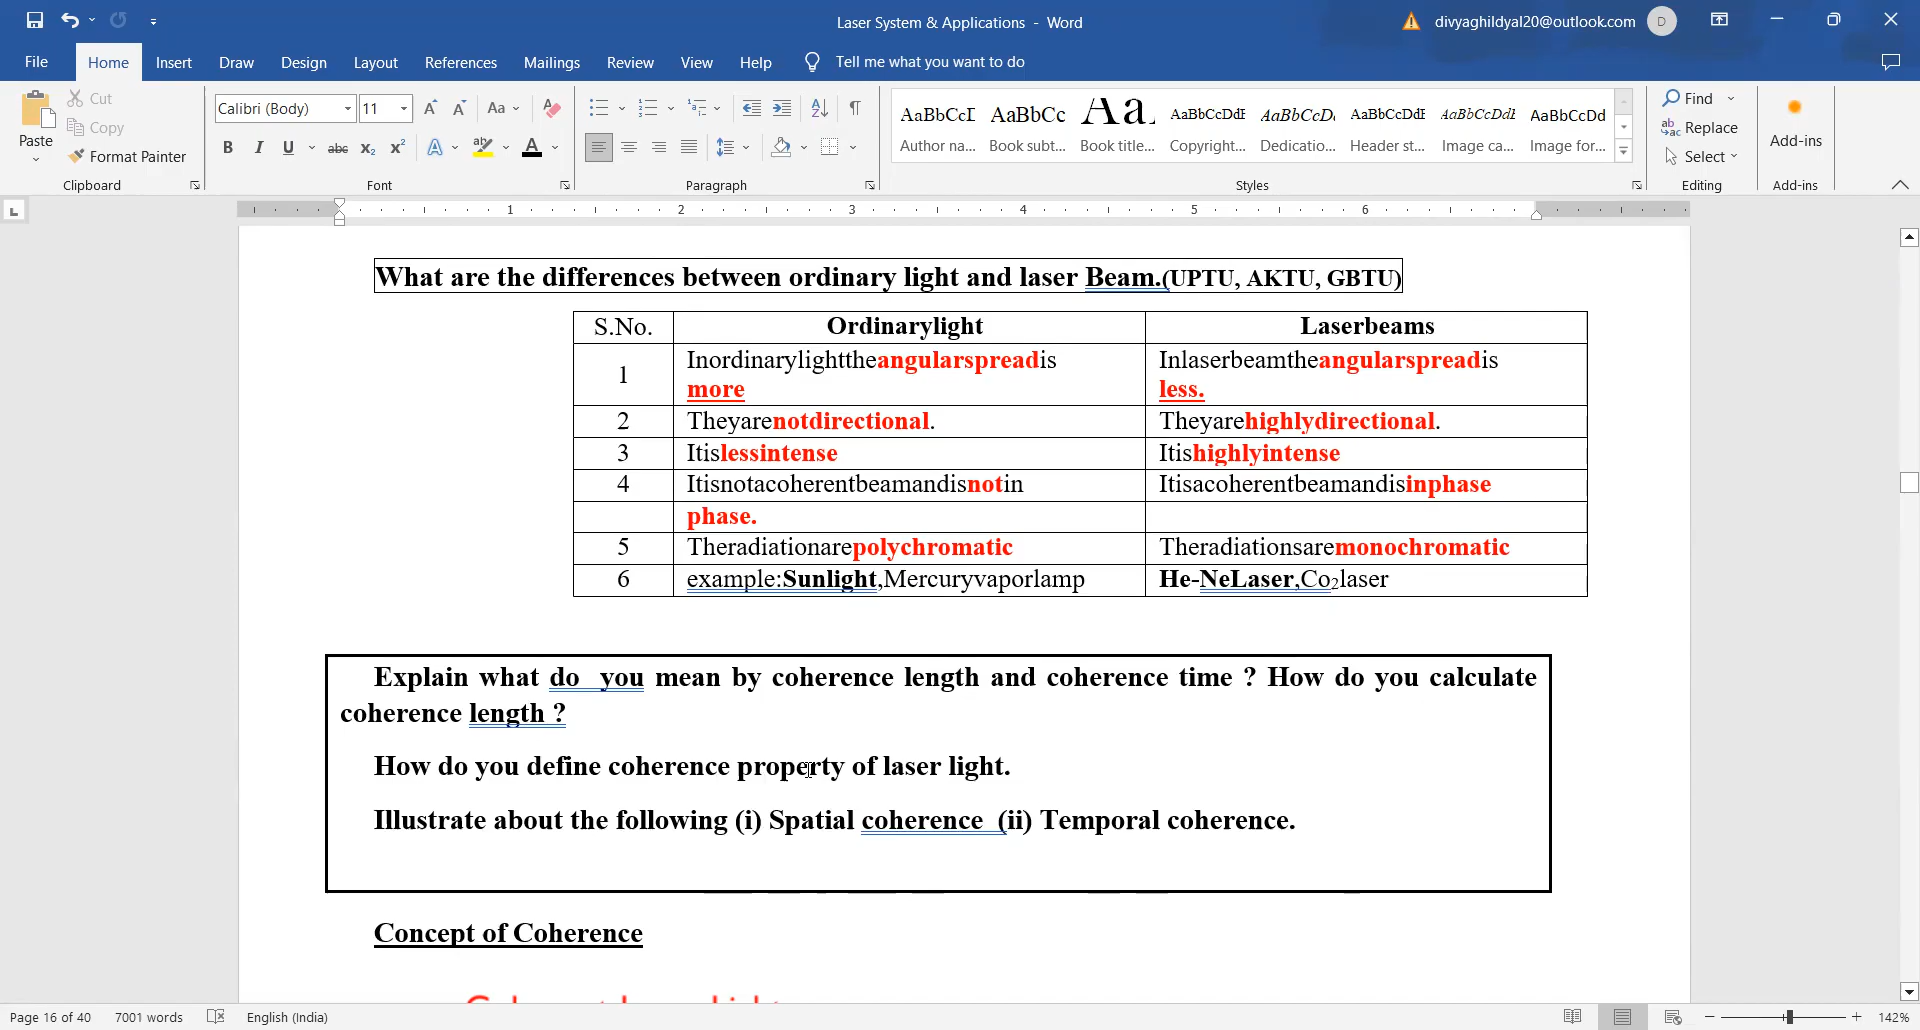 Laser System & Applications - Word
divyaghildyal20@outlook.com
D
File Home Insert Draw Design Layout References Mailings Review View Help Tell me what you want to do
Paste
Cut
Copy
Format Painter
Clipboard
Calibri (Body) 11
Font
Paragraph
AaBbCcI AaBbCc Aa. AaBbCcDdE AaBbCcD AaBbCcDdE AaBbCcDdE AaBbCcDd
Author na... Book subt... Book title... Copyright... Dedicatio... Header st... Image ca... Image for...
Styles
Find
Replace
Select
Editing
Add-ins
Add-ins
1 2 3 4 5 6
What are the differences between ordinary light and laser Beam.(UPTU, AKTU, GBTU)
S.No. Ordinarylight Laserbeams
1 Inordinarylighttheangularspreadis more Inlaserbeamtheangularspreadis less.
2 Theyarenotdirectional. Theyarehighlydirectional.
3 Itislessintense Itishighlyintense
4 Itisnotacoherentbeamandisnotin Itisacoherentbeamandisinphase
phase.
5 Theradiationarepolychromatic Theradiationsaremonochromatic
6 example:Sunlight,Mercuryvaporlamp He-NeLaser,Co₂laser
Explain what do you mean by coherence length and coherence time ? How do you calculate
coherence length ?
How do you define coherence property of laser light.
Illustrate about the following (i) Spatial coherence (ii) Temporal coherence.
Concept of Coherence
Page 16 of 40 7001 words English (India) 142%